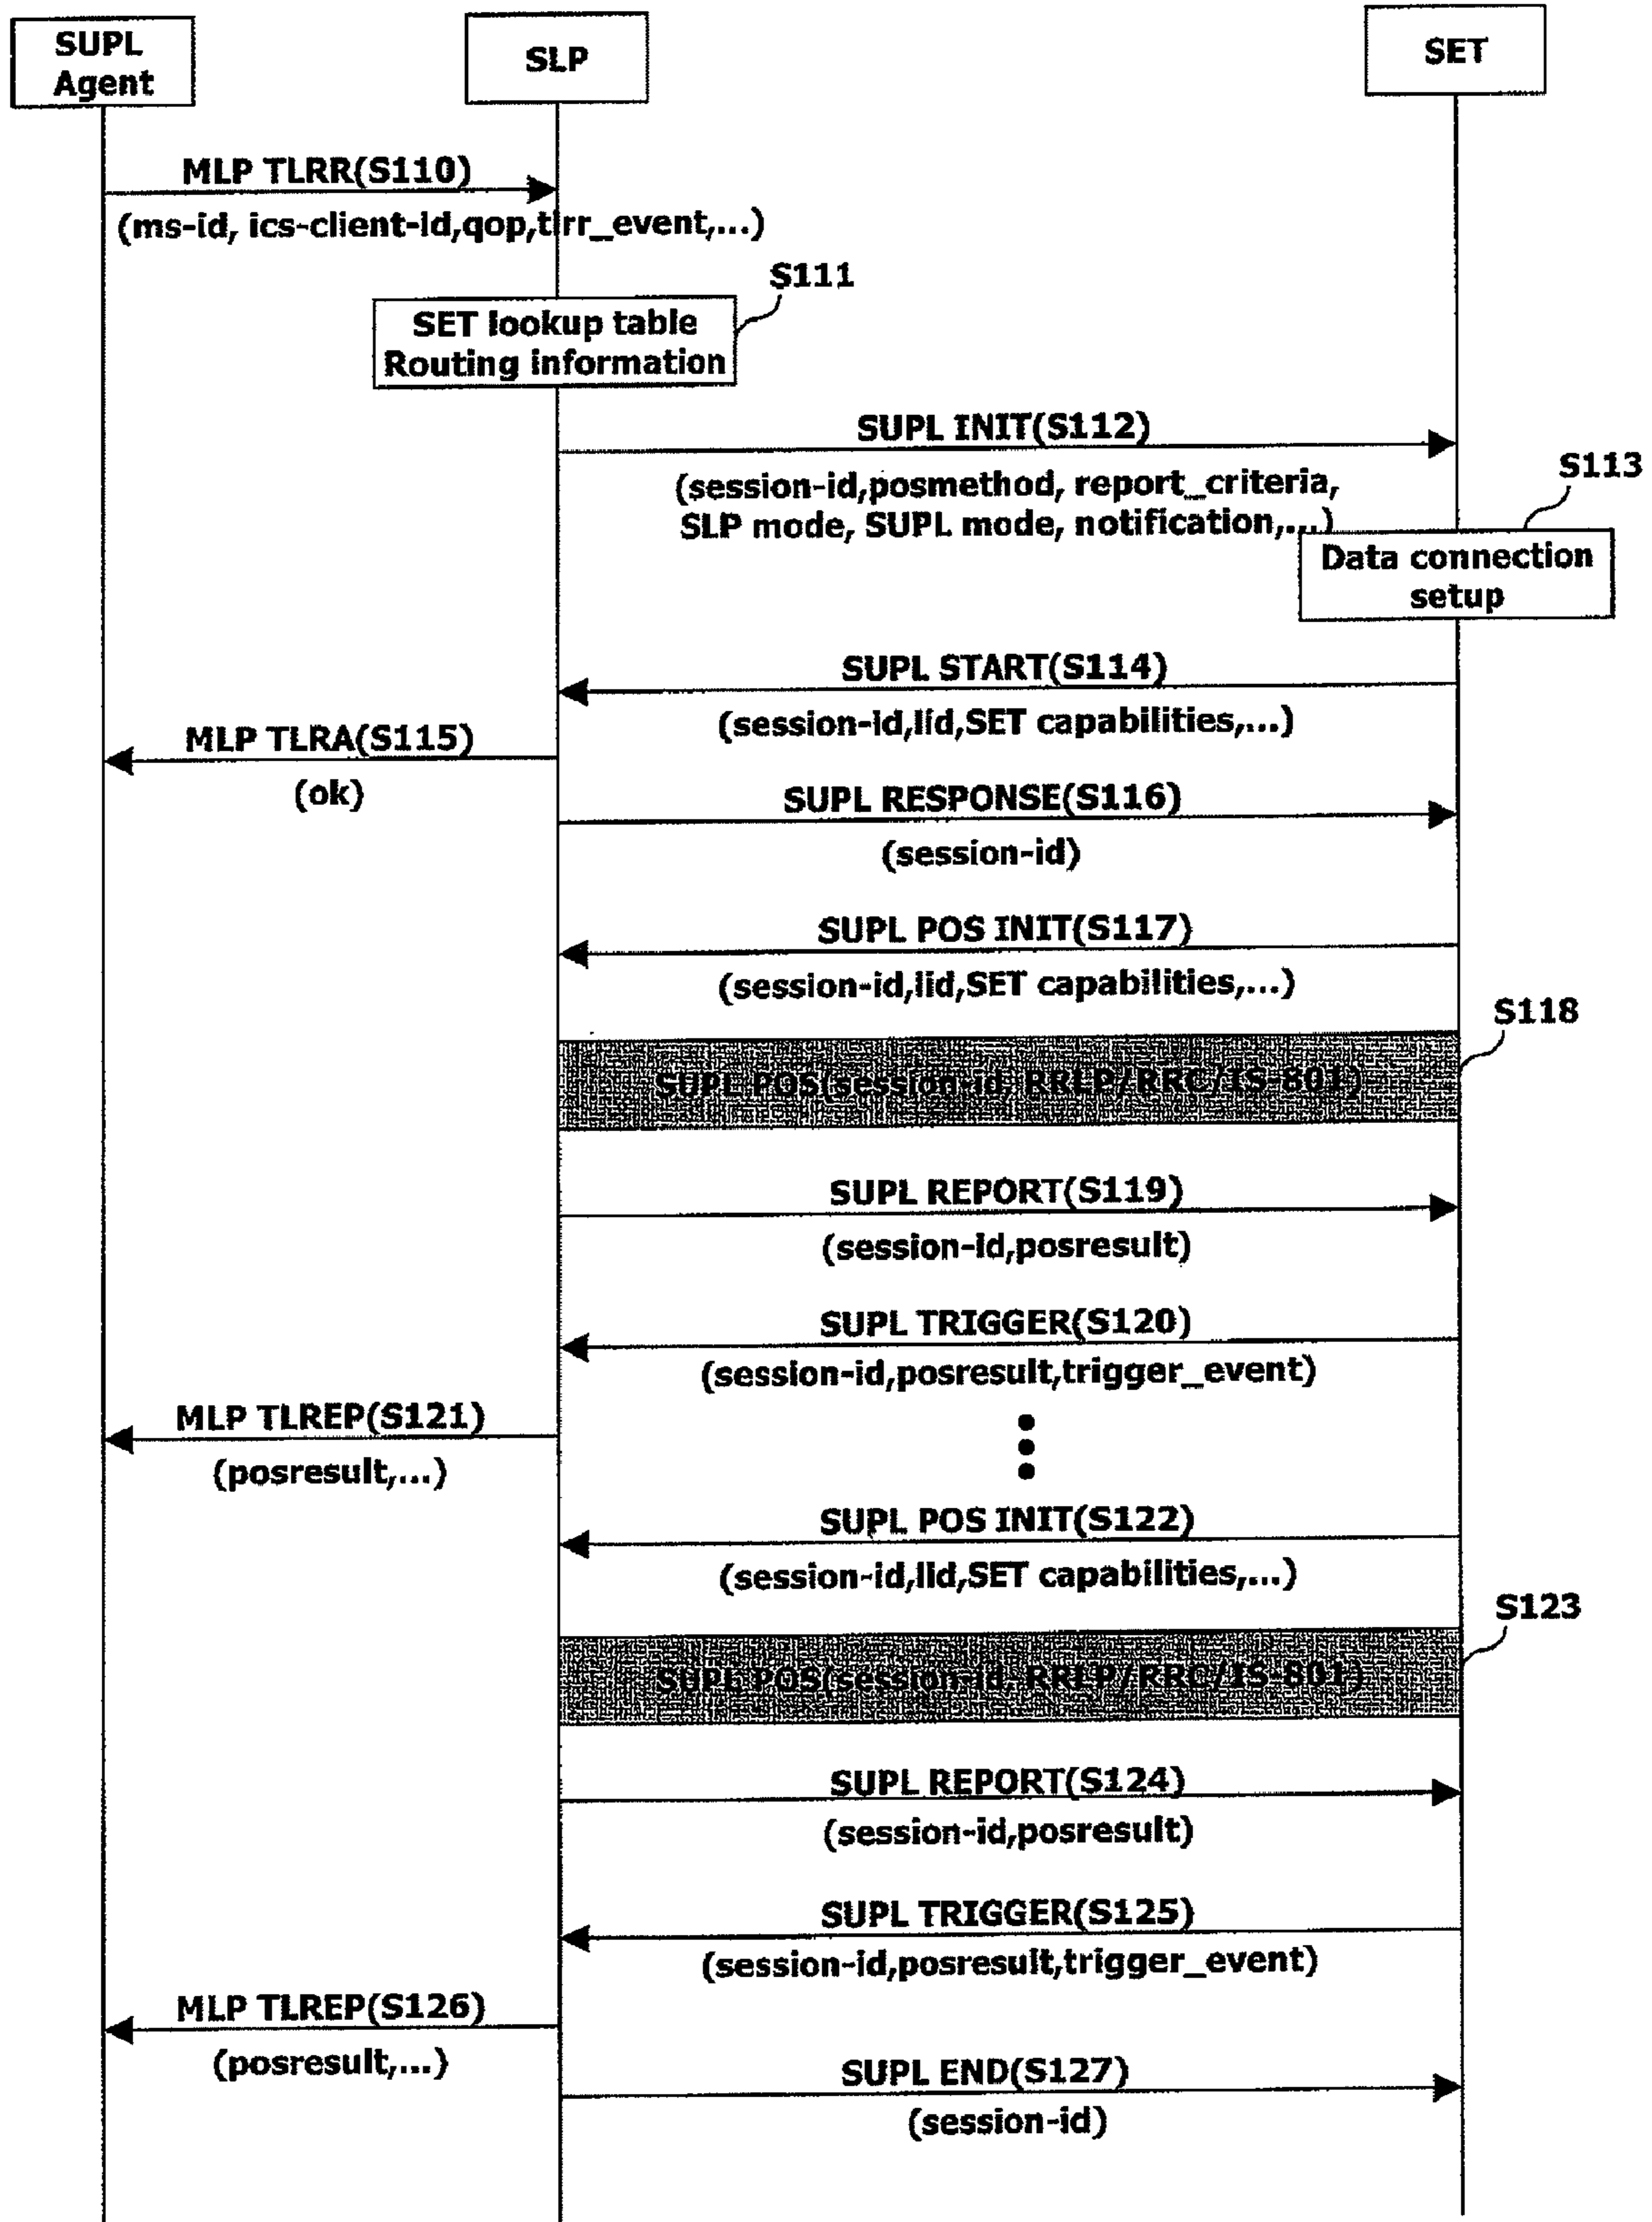 SUPL
Agent
SLP
SET
MLP TLRR(S110)
(ms-id, ics-client-id,qop,tlrr_event,...)
S111
SET lookup table
Routing information
SUPL INIT(S112)
(session-id,posmethod, report_criteria,
SLP mode, SUPL mode, notification,...)
S113
Data connection
setup
SUPL START(S114)
(session-id,lid,SET capabilities,...)
MLP TLRA(S115)
(ok)
SUPL RESPONSE(S116)
(session-id)
SUPL POS INIT(S117)
(session-id,lid,SET capabilities,...)
S118
SUPL POS(session-id, RRLP/RRC/IS-801)
SUPL REPORT(S119)
(session-id,posresult)
SUPL TRIGGER(S120)
(session-id,posresult,trigger_event)
MLP TLREP(S121)
(posresult,...)
SUPL POS INIT(S122)
(session-id,lid,SET capabilities,...)
S123
SUPL POS(session-id, RRLP/RRC/IS-801)
SUPL REPORT(S124)
(session-id,posresult)
SUPL TRIGGER(S125)
(session-id,posresult,trigger_event)
MLP TLREP(S126)
(posresult,...)
SUPL END(S127)
(session-id)